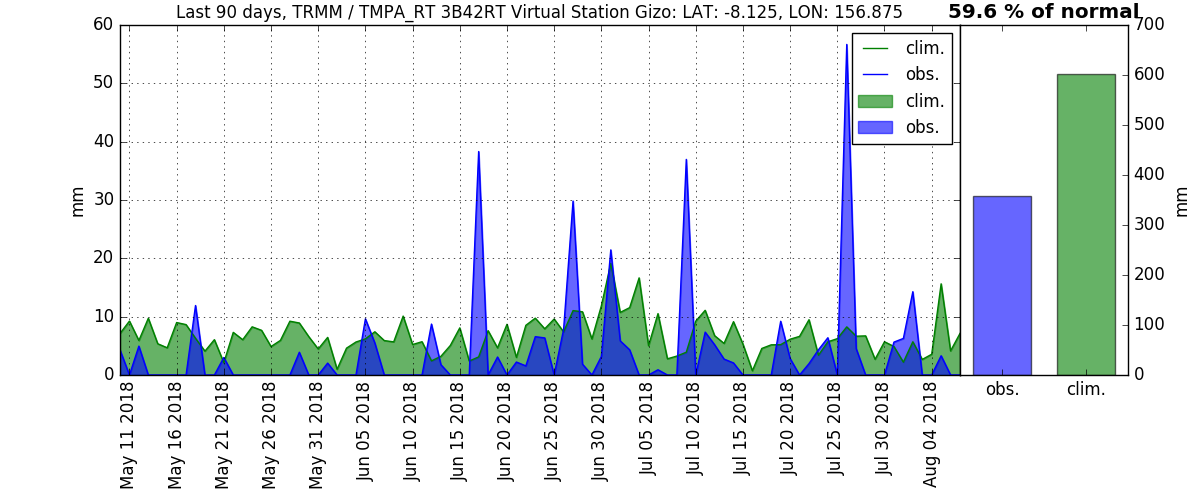 Last 90 days, TRMM / TMPA_RT 3B42RT Virtual Station Gizo: LAT: -8.125, LON: 156.875
59.6 % of normal
60
50
40
30
20
10
0
mm
clim.
obs.
clim.
obs.
May 11 2018
May 16 2018
May 21 2018
May 26 2018
May 31 2018
Jun 05 2018
Jun 10 2018
Jun 15 2018
Jun 20 2018
Jun 25 2018
Jun 30 2018
Jul 05 2018
Jul 10 2018
Jul 15 2018
Jul 20 2018
Jul 25 2018
Jul 30 2018
Aug 04 2018
700
600
500
400
300
200
100
0
mm
obs.
clim.